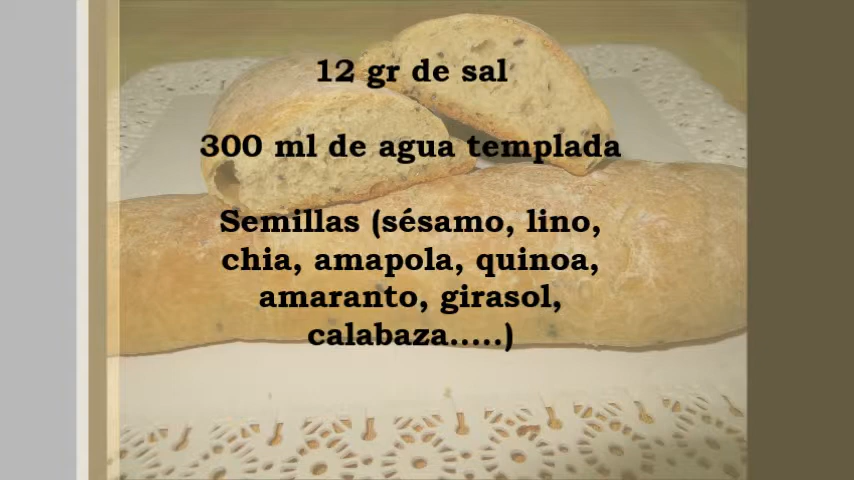 12 gr de sal
300 ml de agua templada
Semillas (sésamo, lino,
chia, amapola, quinoa,
amaranto, girasol,
calabaza.....)